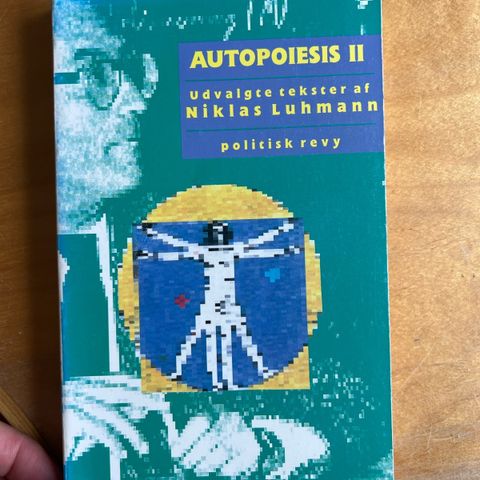 AUTOPOIESIS II
Udvalgte tekster af
Niklas Luhmann
politisk revy